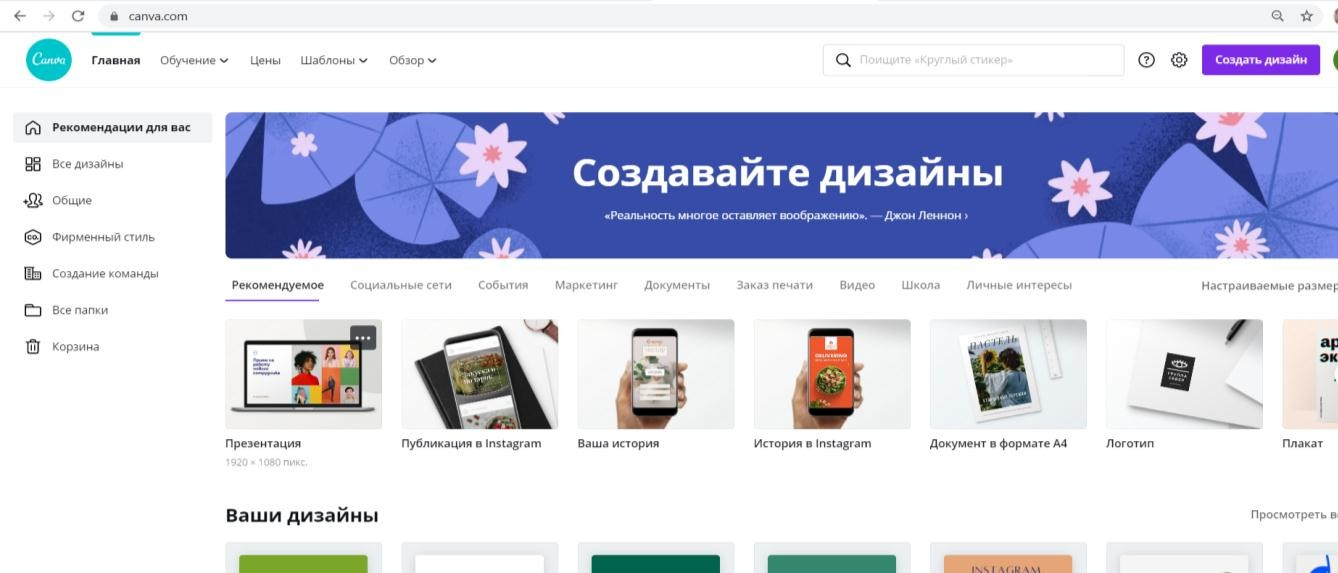 canva.com
Canva
Главная
Обучение
Цены
Шаблоны
Обзор
Поищите «Круглый стикер»
Создать дизайн
Рекомендации для вас
Все дизайны
Общие
Фирменный стиль
Создание команды
Все папки
Корзина
Создавайте дизайны
«Реальность многое оставляет воображению». — Джон Леннон ›
Рекомендуемое
Социальные сети
События
Маркетинг
Документы
Заказ печати
Видео
Школа
Личные интересы
Настраиваемые размер
ПАСТЕЛЬ
DELIVERING
Презентация
1920 × 1080 пикс.
Публикация в Instagram
Ваша история
История в Instagram
Документ в формате А4
Логотип
Плакат
Ваши дизайны
Просмотреть в
INSTAGRAM